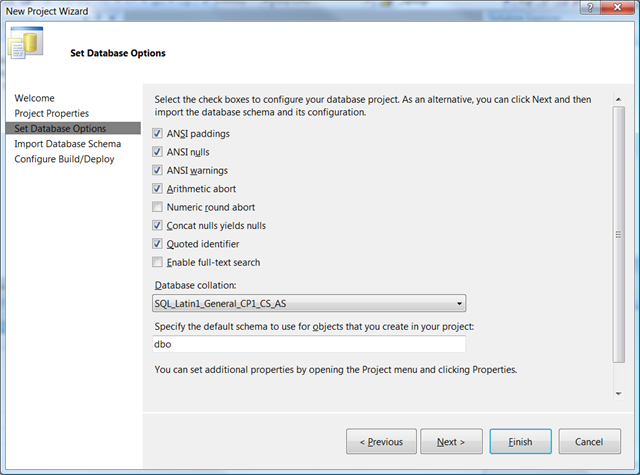 New Project Wizard
Set Database Options
Welcome
Project Properties
Set Database Options
Import Database Schema
Configure Build/Deploy
Select the check boxes to configure your database project. As an alternative, you can click Next and then
import the database schema and its configuration.
ANSI paddings
ANSI nulls
ANSI warnings
Arithmetic abort
Numeric round abort
Concat nulls yields nulls
Quoted identifier
Enable full-text search
Database collation:
SQL_Latin1_General_CP1_CS_AS
Specify the default schema to use for objects that you create in your project:
dbo
You can set additional properties by opening the Project menu and clicking Properties.
< Previous
Next >
Finish
Cancel